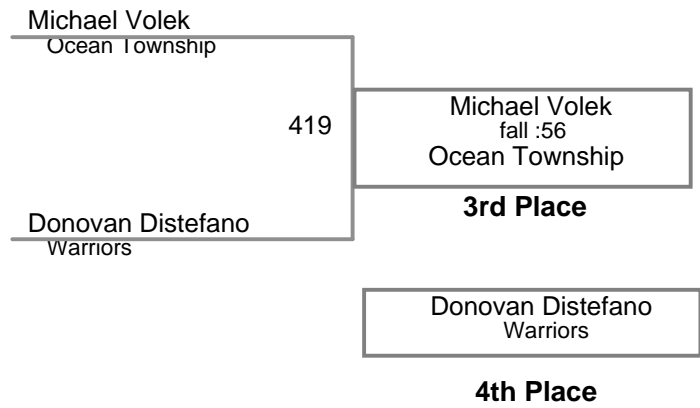 Michael Volek
Ocean Township
419
Michael Volek
fall :56
Ocean Township
3rd Place
Donovan Distefano
Warriors
Donovan Distefano
Warriors
4th Place